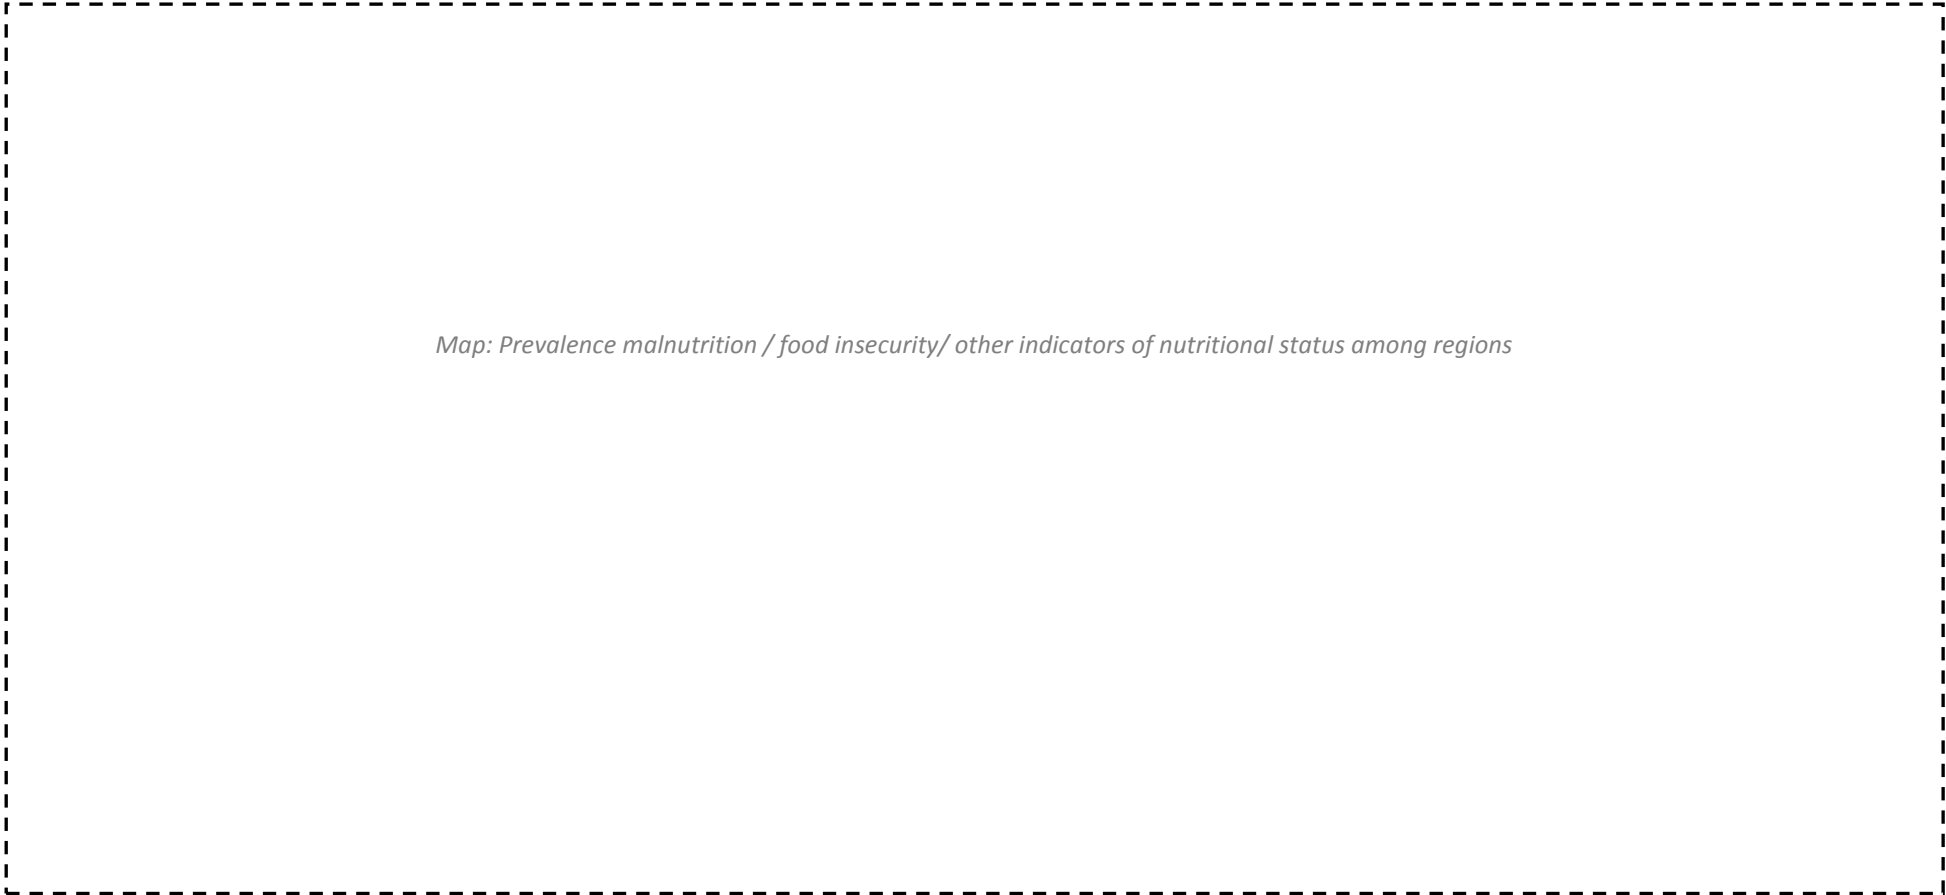 Map: Prevalence malnutrition / food insecurity/ other indicators of nutritional status among regions